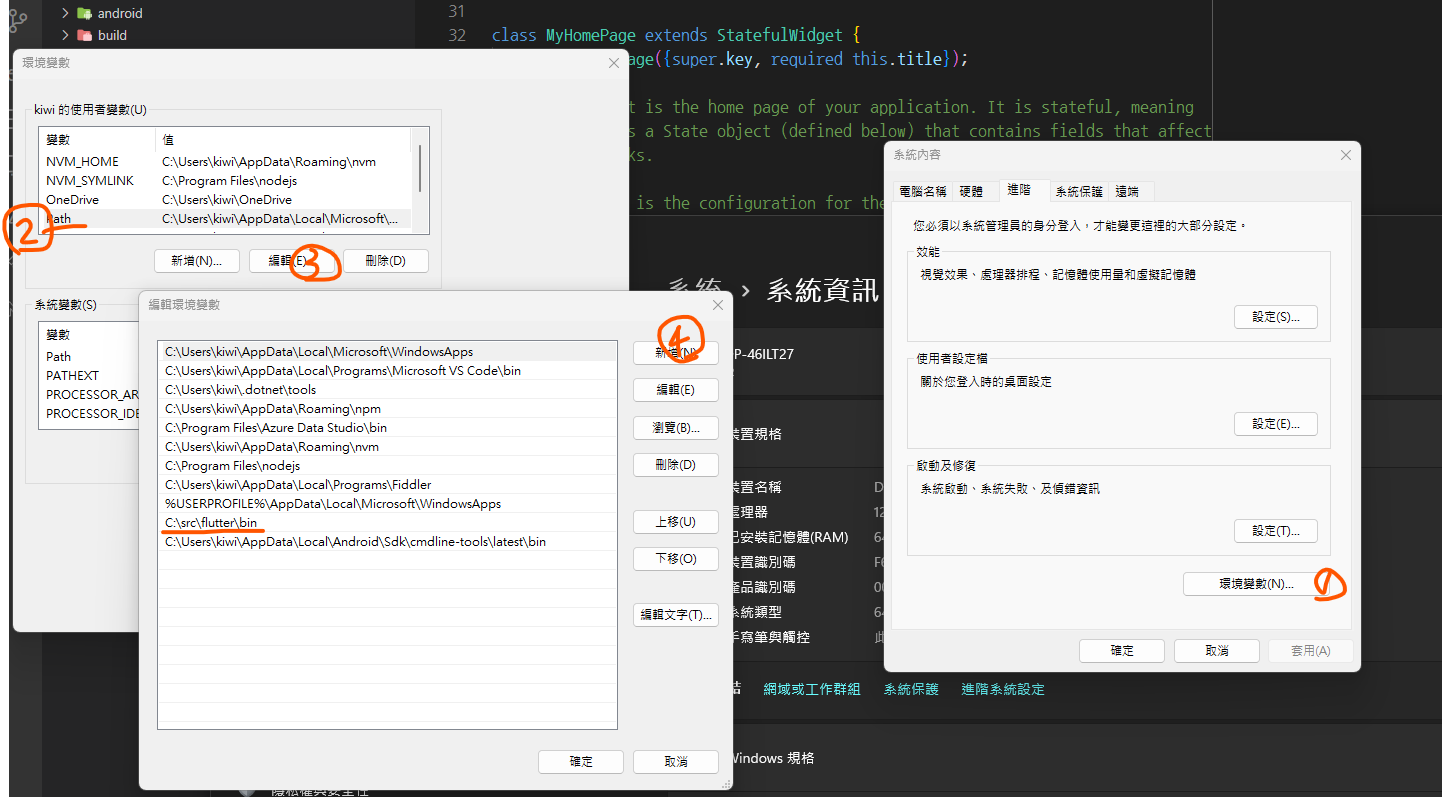 android
build
31
32
class MyHomePage extends StatefulWidget {
age({super.key, required this.title});
t is the home page of your application. It is stateful, meaning
s a State object (defined below) that contains fields that affect
ks.
is the configuration for the
環境變數
kiwi 的使用者變數(U)
變數 值
NVM_HOME C:\Users\kiwi\AppData\Roaming\nvm
NVM_SYMLINK C:\Program Files\nodejs
OneDrive C:\Users\kiwi\OneDrive
Path C:\Users\kiwi\AppData\Local\Microsoft\...
2
新增(N)... 編輯(E) 刪除(D)
3
系統變數(S)
變數
Path
PATHEXT
PROCESSOR_AR
PROCESSOR_IDE
編輯環境變數
C:\Users\kiwi\AppData\Local\Microsoft\WindowsApps
C:\Users\kiwi\AppData\Local\Programs\Microsoft VS Code\bin
C:\Users\kiwi\.dotnet\tools
C:\Users\kiwi\AppData\Roaming\npm
C:\Program Files\Azure Data Studio\bin
C:\Users\kiwi\AppData\Roaming\nvm
C:\Program Files\nodejs
C:\Users\kiwi\AppData\Local\Programs\Fiddler
%USERPROFILE%\AppData\Local\Microsoft\WindowsApps
C:\src\flutter\bin
C:\Users\kiwi\AppData\Local\Android\Sdk\cmdline-tools\latest\bin
4
新增(N)
編輯(E)
瀏覽(B)...
刪除(D)
上移(U)
下移(O)
編輯文字(T)...
確定 取消
系統 › 系統資訊
P-46ILT27
裝置規格
裝置名稱 D
處理器 12
已安裝記憶體(RAM) 64
裝置識別碼 F6
產品識別碼 00
系統類型 64
手寫筆與觸控 此
結 網域或工作群組 系統保護 進階系統設定
Windows 規格
隱私權與安全性
系統內容
電腦名稱 硬體 進階 系統保護 遠端
您必須以系統管理員的身分登入，才能變更這裡的大部分設定。
效能
視覺效果、處理器排程、記憶體使用量和虛擬記憶體
設定(S)...
使用者設定檔
關於您登入時的桌面設定
設定(E)...
啟動及修復
系統啟動、系統失敗、及偵錯資訊
設定(T)...
環境變數(N)...
1
確定 取消 套用(A)